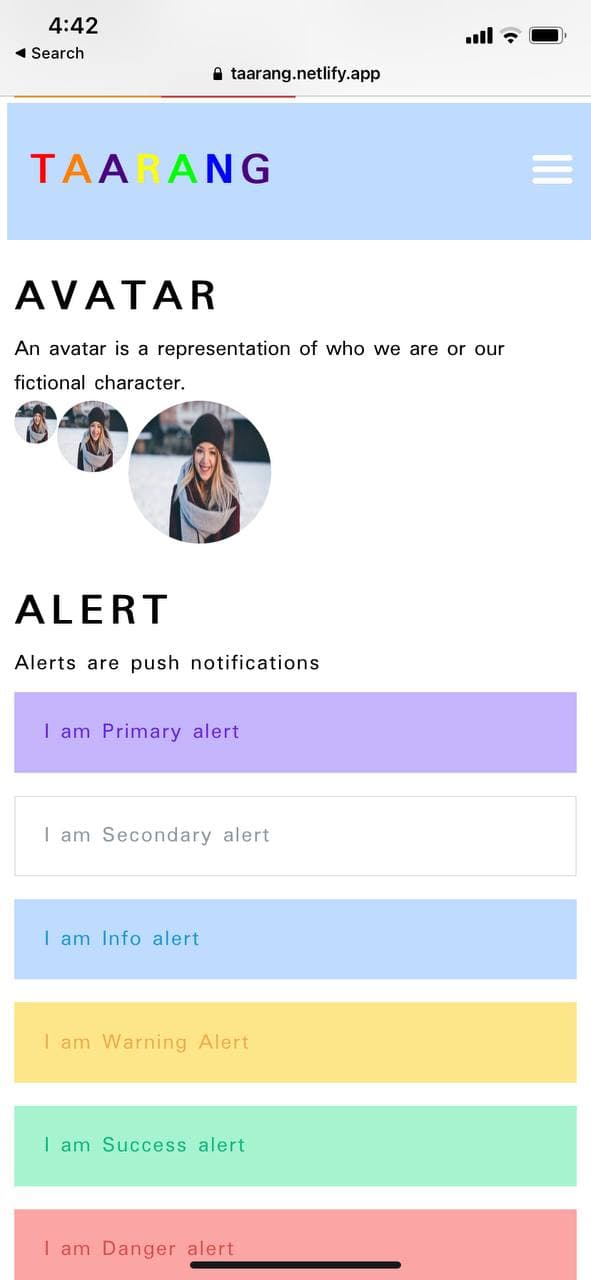 4:42
◀ Search
taarang.netlify.app
TAARANG
AVATAR
An avatar is a representation of who we are or our
fictional character.
ALERT
Alerts are push notifications
I am Primary alert
I am Secondary alert
I am Info alert
I am Warning Alert
I am Success alert
I am Danger alert